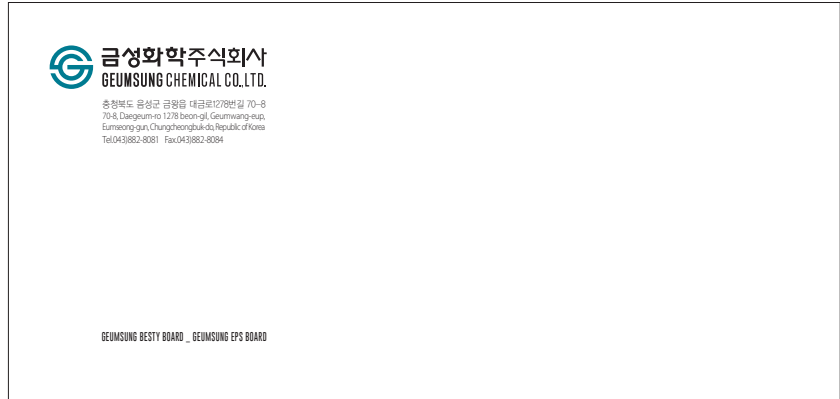 금성화학주식회사
GEUMSUNG CHEMICAL CO.,LTD.
충청북도 음성군 금왕읍 대금로1278번길 70-8
70-8, Daegeum-ro 1278 beon-gil, Geumwang-eup,
Eumseong-gun, Chungcheongbuk-do, Republic of Korea
Tel.043)882-8081 Fax.043)882-8084
GEUMSUNG BESTY BOARD _ GEUMSUNG EPS BOARD